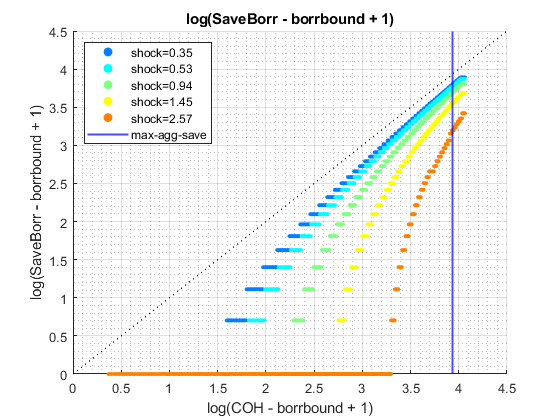 log(SaveBorr - borrbound + 1)
shock=0.35
shock=0.53
shock=0.94
shock=1.45
shock=2.57
max-agg-save
log(SaveBorr - borrbound + 1)
4.5
4
3.5
3
2.5
2
1.5
1
0.5
0
0 0.5 1 1.5 2 2.5 3 3.5 4 4.5
log(COH - borrbound + 1)